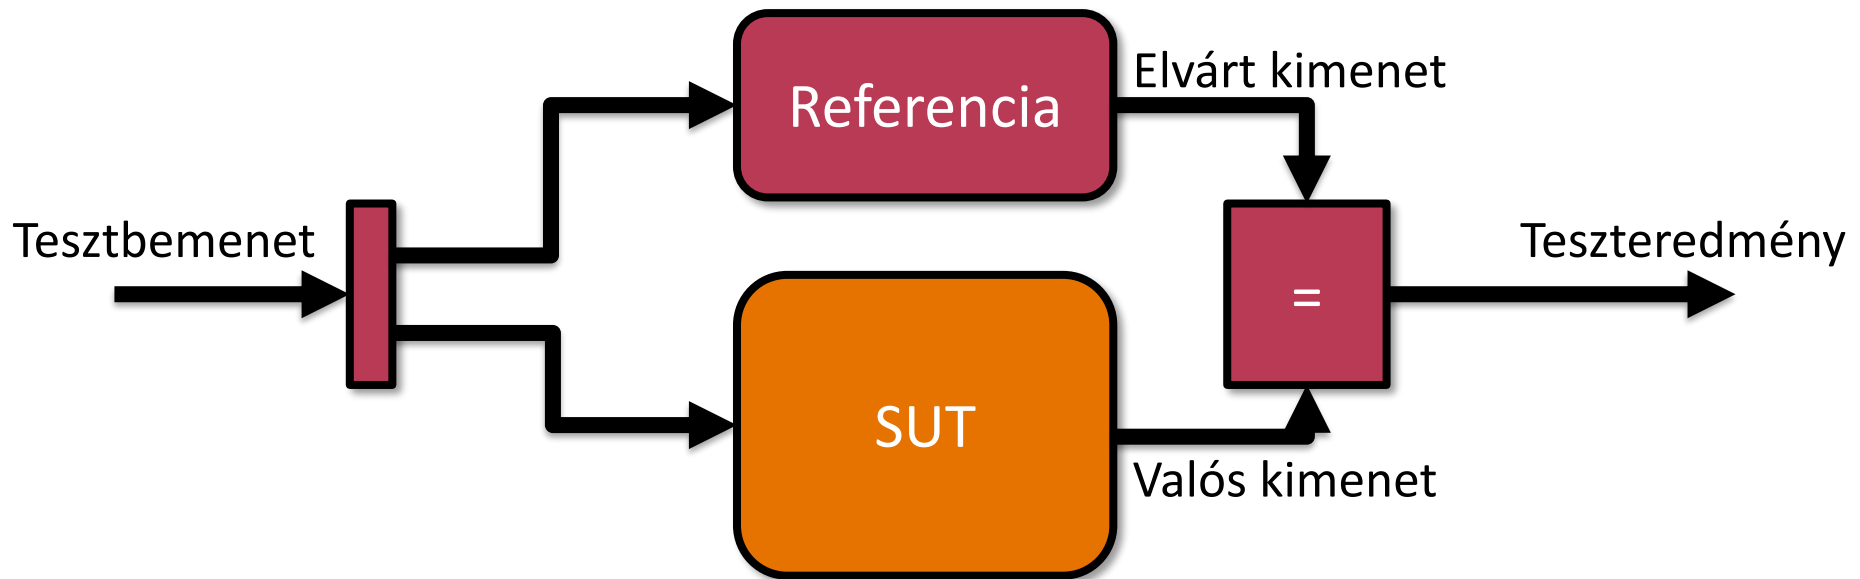 Referencia
Elvárt kimenet
Tesztbemenet
=
Teszteredmény
SUT
Valós kimenet